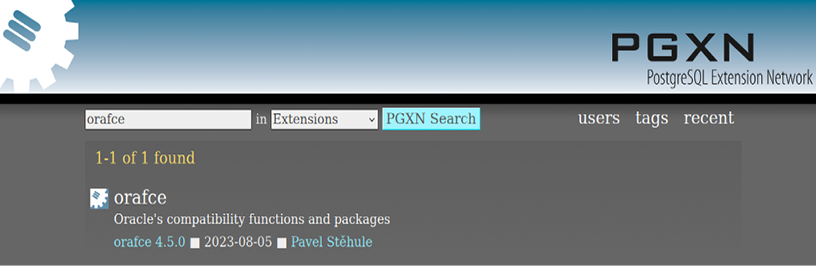 PGXN
PostgreSQL Extension Network
orafce in Extensions PGXN Search users tags recent
1-1 of 1 found
orafce
Oracle's compatibility functions and packages
orafce 4.5.0 ■ 2023-08-05 ■ Pavel Stěhule